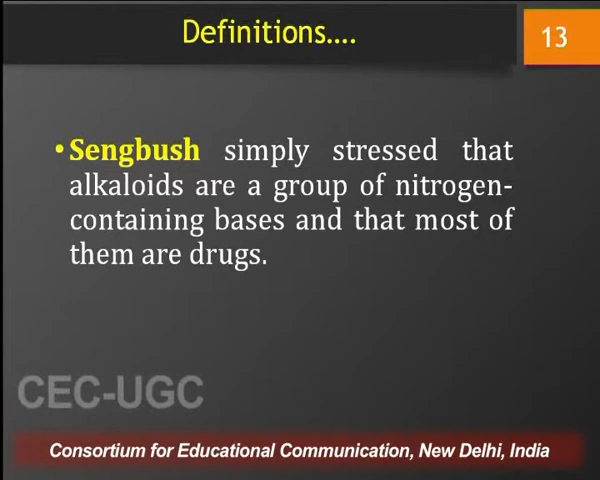 Definitions....
13
•Sengbush simply stressed that
alkaloids are a group of nitrogen-
containing bases and that most of
them are drugs.
CEC-UGC
Consortium for Educational Communication, New Delhi, India